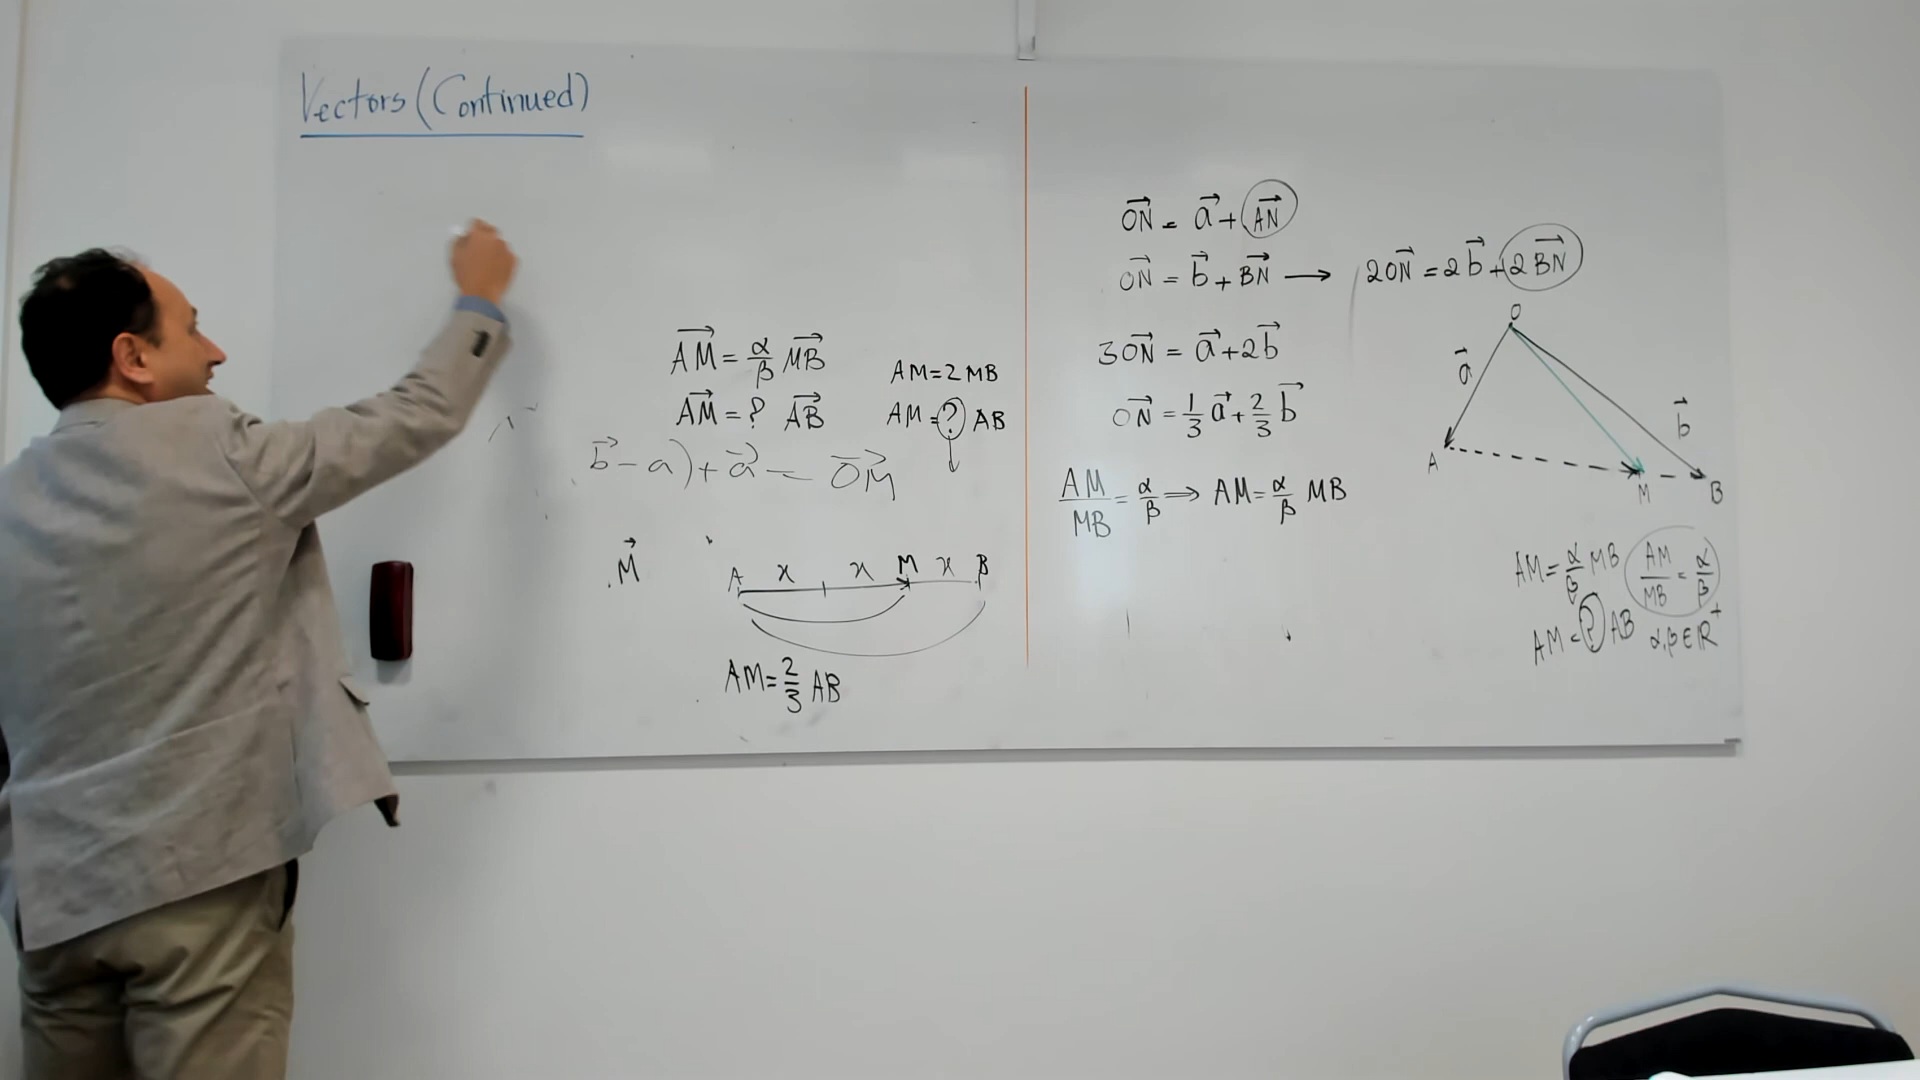 Vectors (Continued)
AM = α/β MB
AM = ? AB
AM = 2 MB
AM = ? AB
b - a) + a = OM
M
A x x M x B
AM = 2/3 AB
ON = a + AN
ON = b + BN → 2ON = 2b + 2BN
3ON = a + 2b
ON = 1/3 a + 2/3 b
AM/MB = α/β ⇒ AM = α/β MB
O
a
b
A
M
B
AM = α/β MB
AM/MB = α/β
AM = ? AB
α, β ∈ ℝ⁺